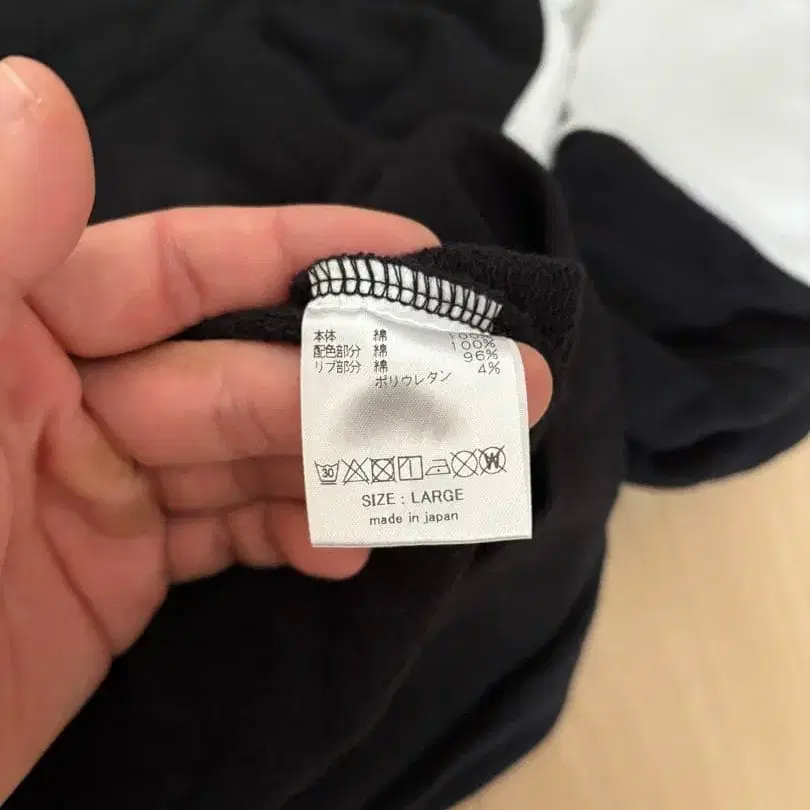 本体 綿 100%
配色部分 綿 100%
リブ部分 綿 96%
ポリウレタン 4%
30
W
SIZE : LARGE
made in japan